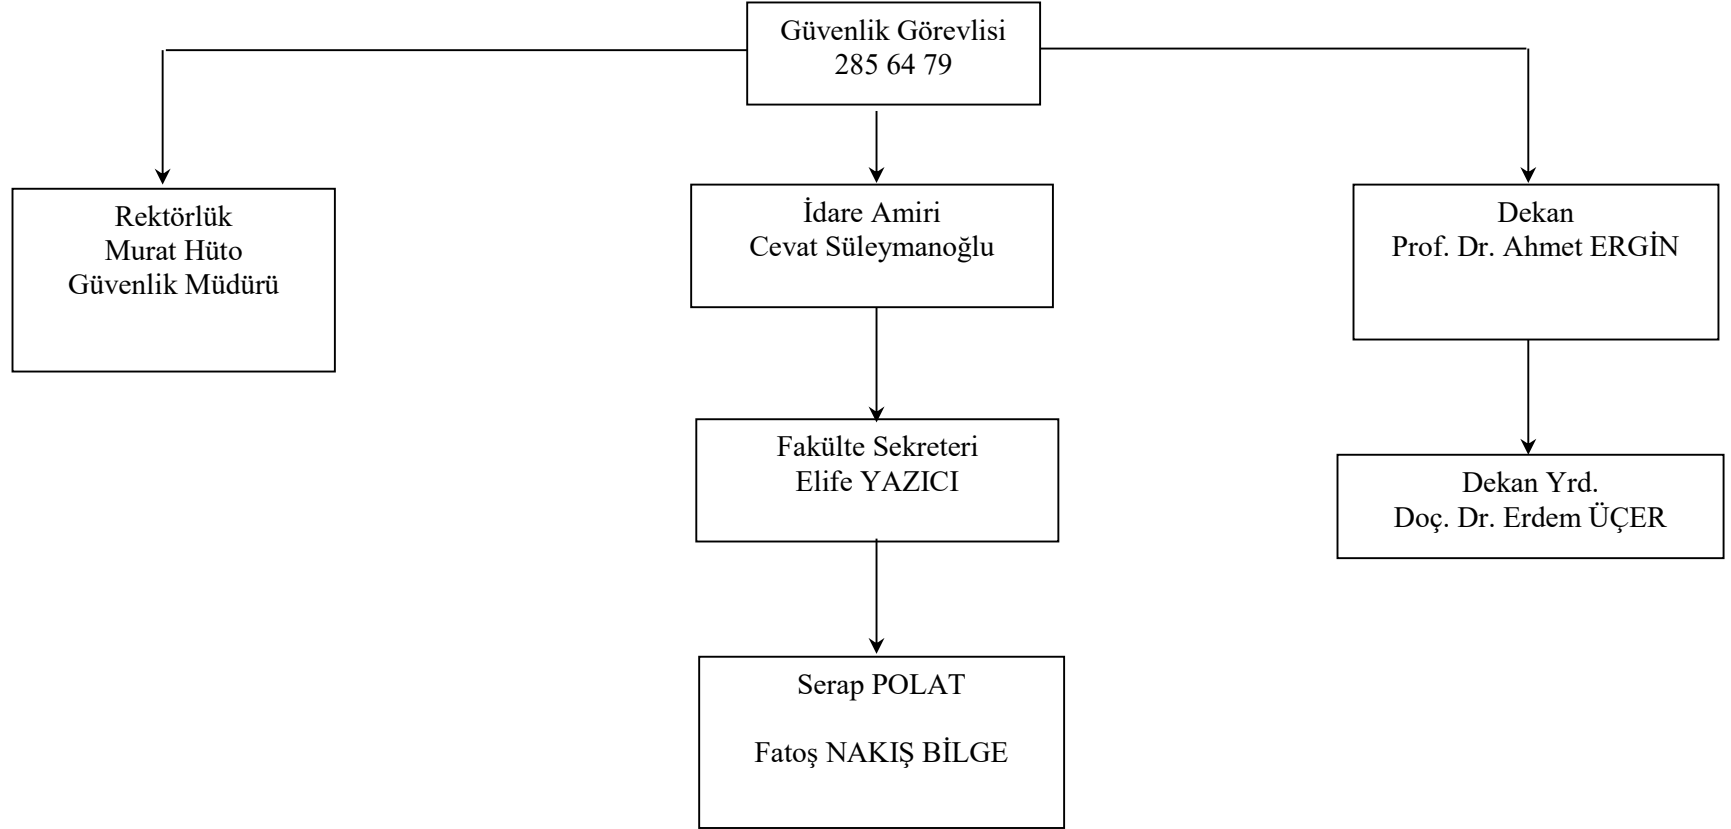 Güvenlik Görevlisi
285 64 79
Rektörlük
Murat Hüto
Güvenlik Müdürü
İdare Amiri
Cevat Süleymanoğlu
Dekan
Prof. Dr. Ahmet ERGİN
Fakülte Sekreteri
Elife YAZICI
Dekan Yrd.
Doç. Dr. Erdem ÜÇER
Serap POLAT
Fatoş NAKIŞ BİLGE